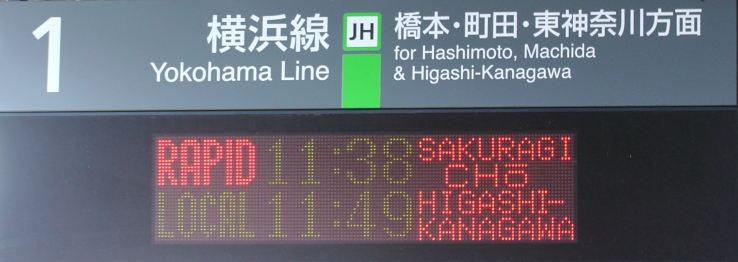 1
横浜線
Yokohama Line
JH
橋本・町田・東神奈川方面
for Hashimoto, Machida
& Higashi-Kanagawa
RAPID 11:38 SAKURAGI
CHŌ
LOCAL 11:49 HIGASHI-
KANAGAWA